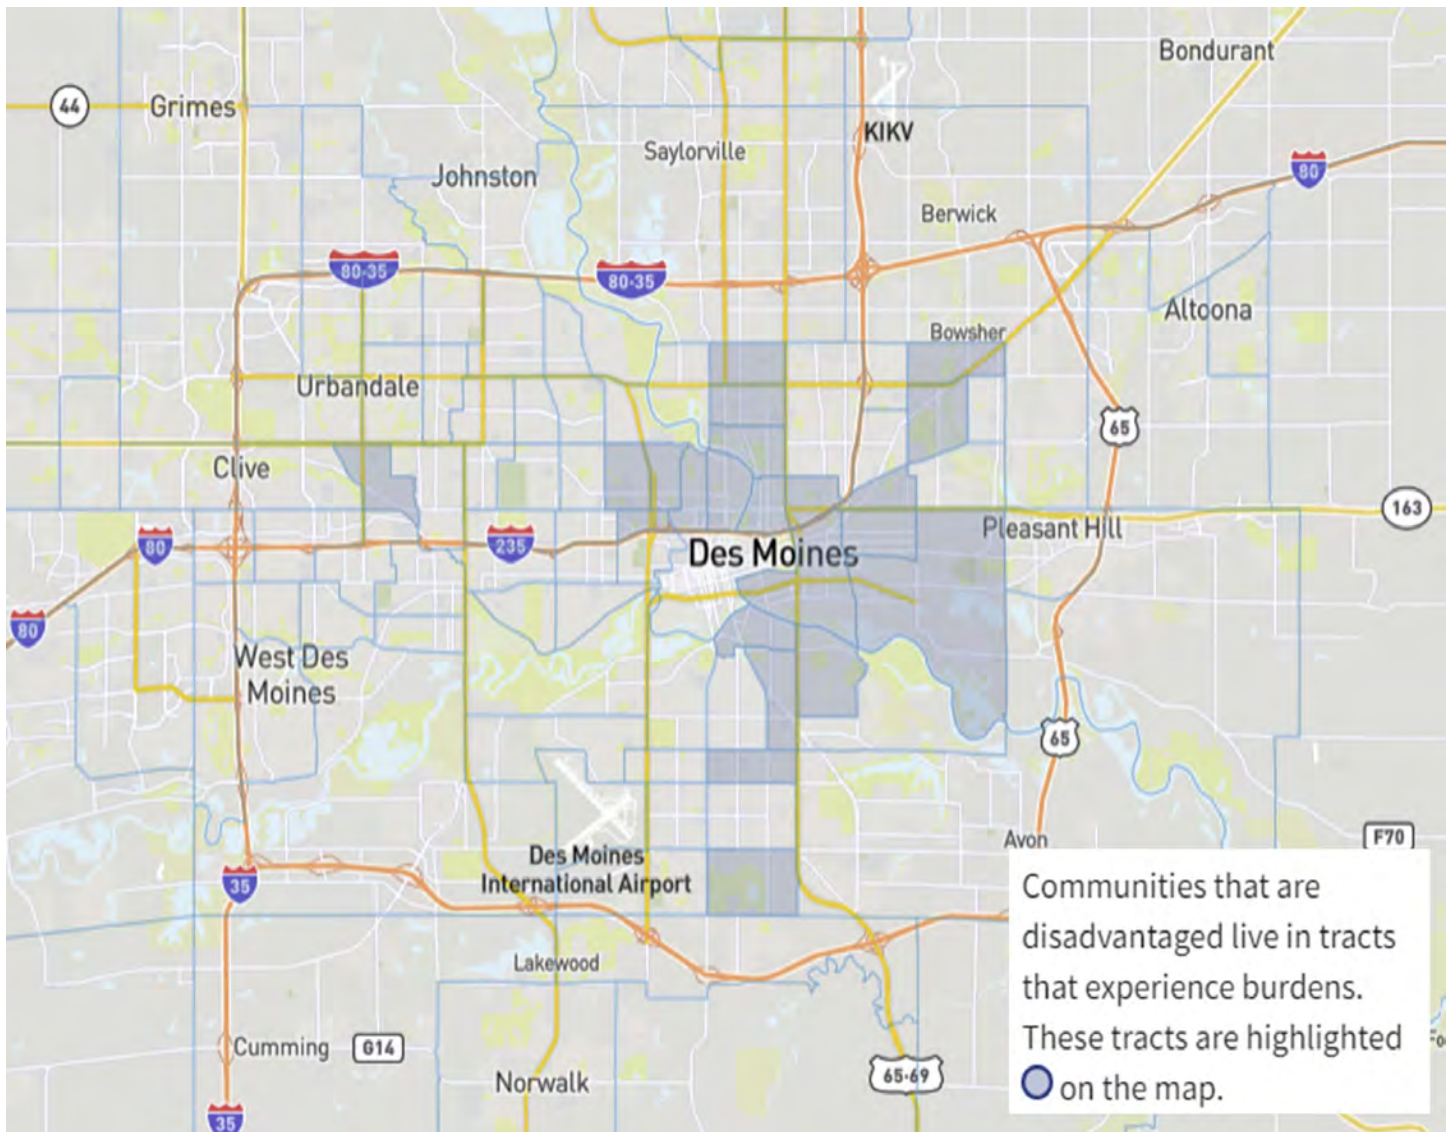 Bondurant
44
Grimes
KIKV
Saylorville
80
Johnston
Berwick
80-35
80-35
Altoona
Bowsher
Urbandale
65
Clive
163
Pleasant Hill
80
235
Des Moines
80
West Des
Moines
65
Avon
F70
Des Moines
International Airport
35
Communities that are
disadvantaged live in tracts
that experience burdens.
These tracts are highlighted
on the map.
Lakewood
Cumming
G14
Norwalk
65-69
35